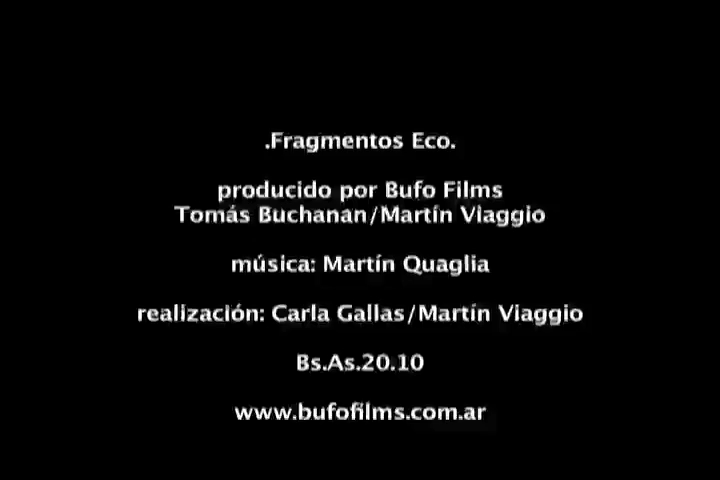 .Fragmentos Eco.
producido por Bufo Films
Tomás Buchanan/Martín Viaggio
música: Martín Quaglia
realización: Carla Gallas/Martín Viaggio
Bs.As.20.10
www.bufofilms.com.ar